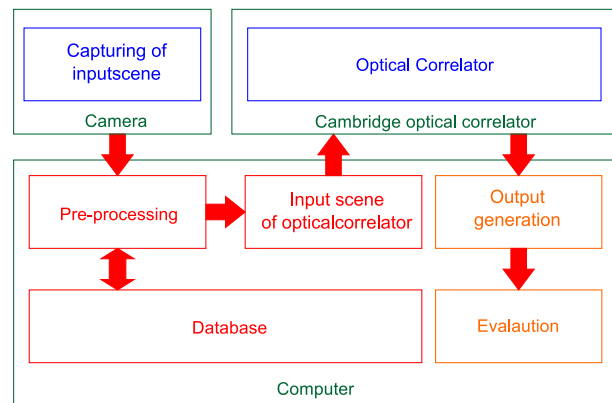 Capturing of
inputscene
Camera
Optical Correlator
Cambridge optical correlator
Pre-processing
Input scene
of opticalcorrelator
Output
generation
Database
Evalaution
Computer